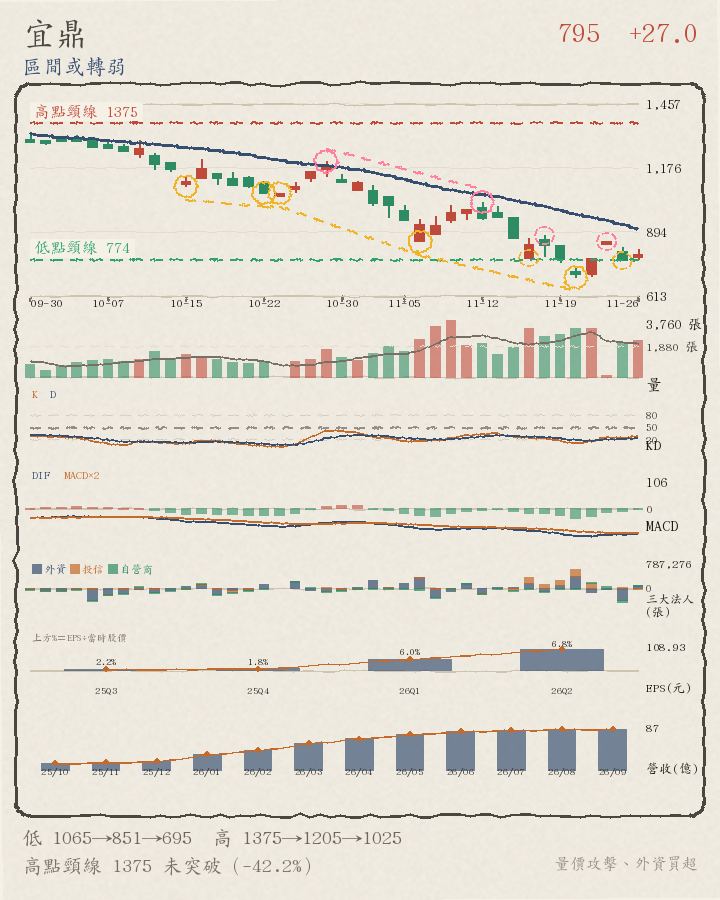 宜鼎
795 +27.0
區間或轉弱
高點頸線 1375
低點頸線 774
1,457
1,176
894
613
09-30 10-07 10-15 10-22 10-30 11-05 11-12 11-19 11-26
3,760 張
1,880 張
量
K D
80
50
20
KD
DIF MACD×2
106
0
MACD
外資 投信 自營商
787,276
0
三大法人
(張)
上方%=EPS÷當時股價
2.2% 1.8% 6.0% 6.8%
108.93
25Q3 25Q4 26Q1 26Q2
EPS(元)
87
25/10 25/11 25/12 26/01 26/02 26/03 26/04 26/05 26/06 26/07 26/08 26/09
營收(億)
低 1065→851→695 高 1375→1205→1025
高點頸線 1375 未突破 (-42.2%)
量價攻擊、外資買超